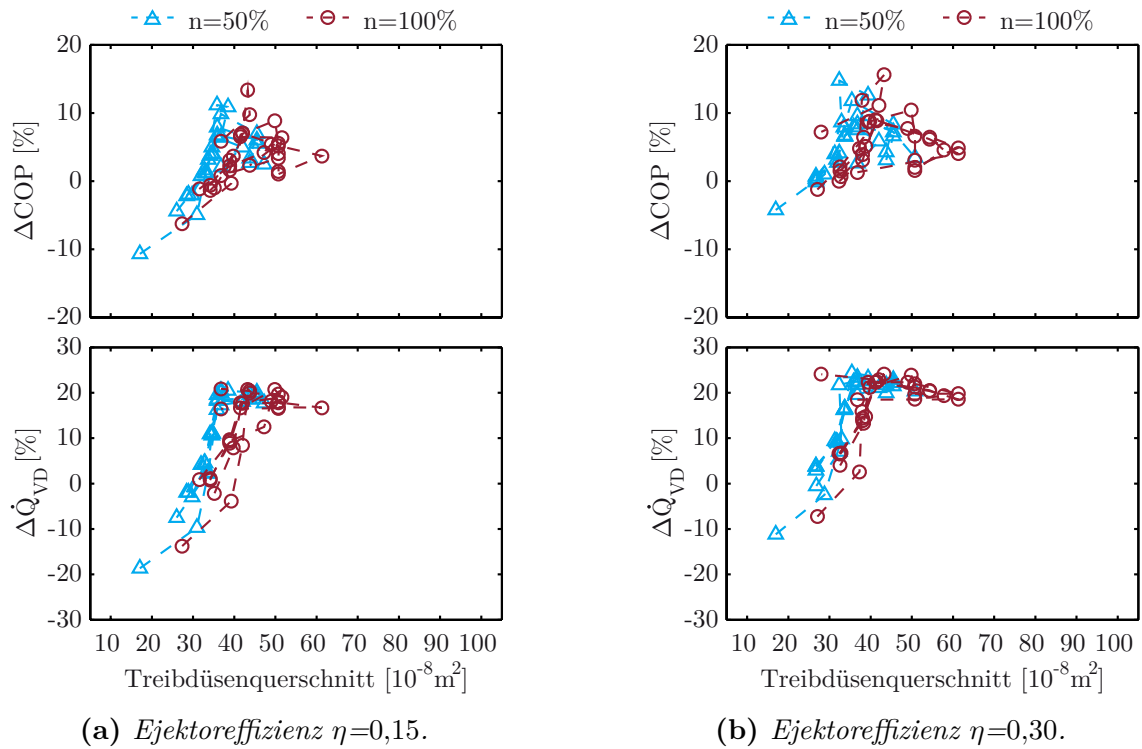 n=50% n=100%
20
10
0
-10
-20
ΔCOP [%]
30
20
10
0
-10
-20
-30
ΔQ̇VD [%]
10 20 30 40 50 60 70 80 90 100
Treibdüsenquerschnitt [10⁻⁸m²]
(a) Ejektoreffizienz η=0,15.
n=50% n=100%
20
10
0
-10
-20
ΔCOP [%]
30
20
10
0
-10
-20
-30
ΔQ̇VD [%]
10 20 30 40 50 60 70 80 90 100
Treibdüsenquerschnitt [10⁻⁸m²]
(b) Ejektoreffizienz η=0,30.